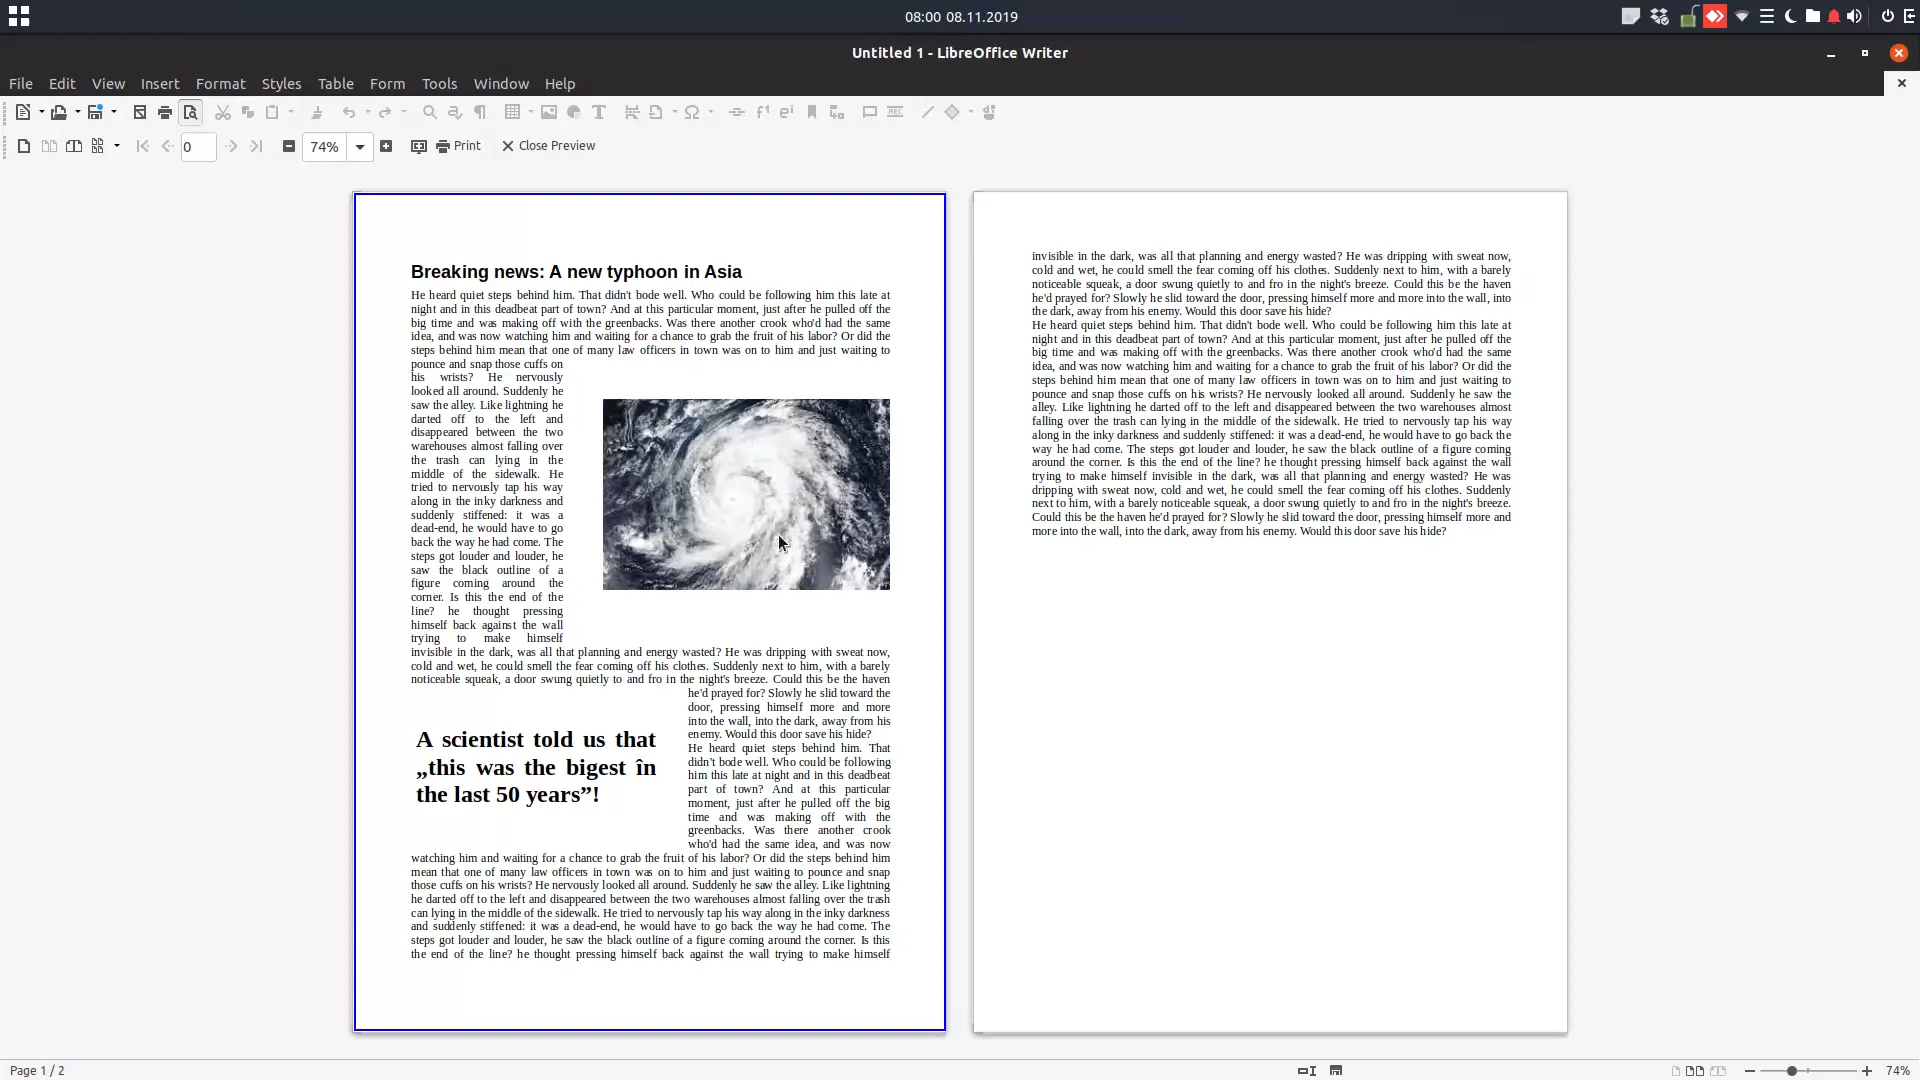 08:00 08.11.2019
Untitled 1 - LibreOffice Writer
File Edit View Insert Format Styles Table Form Tools Window Help
0 74% Print Close Preview
Breaking news: A new typhoon in Asia
He heard quiet steps behind him. That didn't bode well. Who could be following him this late at
night and in this deadbeat part of town? And at this particular moment, just after he pulled off the
big time and was making off with the greenbacks. Was there another crook who'd had the same
idea, and was now watching him and waiting for a chance to grab the fruit of his labor? Or did the
steps behind him mean that one of many law officers in town was on to him and just waiting to
pounce and snap those cuffs on
his wrists? He nervously
looked all around. Suddenly he
saw the alley. Like lightning he
darted off to the left and
disappeared between the two
warehouses almost falling over
the trash can lying in the
middle of the sidewalk. He
tried to nervously tap his way
along in the inky darkness and
suddenly stiffened: it was a
dead-end, he would have to go
back the way he had come. The
steps got louder and louder, he
saw the black outline of a
figure coming around the
corner. Is this the end of the
line? he thought pressing
himself back against the wall
trying to make himself
invisible in the dark, was all that planning and energy wasted? He was dripping with sweat now,
cold and wet, he could smell the fear coming off his clothes. Suddenly next to him, with a barely
noticeable squeak, a door swung quietly to and fro in the night's breeze. Could this be the haven
he'd prayed for? Slowly he slid toward the
door, pressing himself more and more
into the wall, into the dark, away from his
enemy. Would this door save his hide?
He heard quiet steps behind him. That
didn't bode well. Who could be following
him this late at night and in this deadbeat
part of town? And at this particular
moment, just after he pulled off the big
time and was making off with the
greenbacks. Was there another crook
who'd had the same idea, and was now
A scientist told us that
„this was the bigest în
the last 50 years”!
watching him and waiting for a chance to grab the fruit of his labor? Or did the steps behind him
mean that one of many law officers in town was on to him and just waiting to pounce and snap
those cuffs on his wrists? He nervously looked all around. Suddenly he saw the alley. Like lightning
he darted off to the left and disappeared between the two warehouses almost falling over the trash
can lying in the middle of the sidewalk. He tried to nervously tap his way along in the inky darkness
and suddenly stiffened: it was a dead-end, he would have to go back the way he had come. The
steps got louder and louder, he saw the black outline of a figure coming around the corner. Is this
the end of the line? he thought pressing himself back against the wall trying to make himself
invisible in the dark, was all that planning and energy wasted? He was dripping with sweat now,
cold and wet, he could smell the fear coming off his clothes. Suddenly next to him, with a barely
noticeable squeak, a door swung quietly to and fro in the night's breeze. Could this be the haven
he'd prayed for? Slowly he slid toward the door, pressing himself more and more into the wall, into
the dark, away from his enemy. Would this door save his hide?
He heard quiet steps behind him. That didn't bode well. Who could be following him this late at
night and in this deadbeat part of town? And at this particular moment, just after he pulled off the
big time and was making off with the greenbacks. Was there another crook who'd had the same
idea, and was now watching him and waiting for a chance to grab the fruit of his labor? Or did the
steps behind him mean that one of many law officers in town was on to him and just waiting to
pounce and snap those cuffs on his wrists? He nervously looked all around. Suddenly he saw the
alley. Like lightning he darted off to the left and disappeared between the two warehouses almost
falling over the trash can lying in the middle of the sidewalk. He tried to nervously tap his way
along in the inky darkness and suddenly stiffened: it was a dead-end, he would have to go back the
way he had come. The steps got louder and louder, he saw the black outline of a figure coming
around the corner. Is this the end of the line? he thought pressing himself back against the wall
trying to make himself invisible in the dark, was all that planning and energy wasted? He was
dripping with sweat now, cold and wet, he could smell the fear coming off his clothes. Suddenly
next to him, with a barely noticeable squeak, a door swung quietly to and fro in the night's breeze.
Could this be the haven he'd prayed for? Slowly he slid toward the door, pressing himself more and
more into the wall, into the dark, away from his enemy. Would this door save his hide?
Page 1 / 2
74%